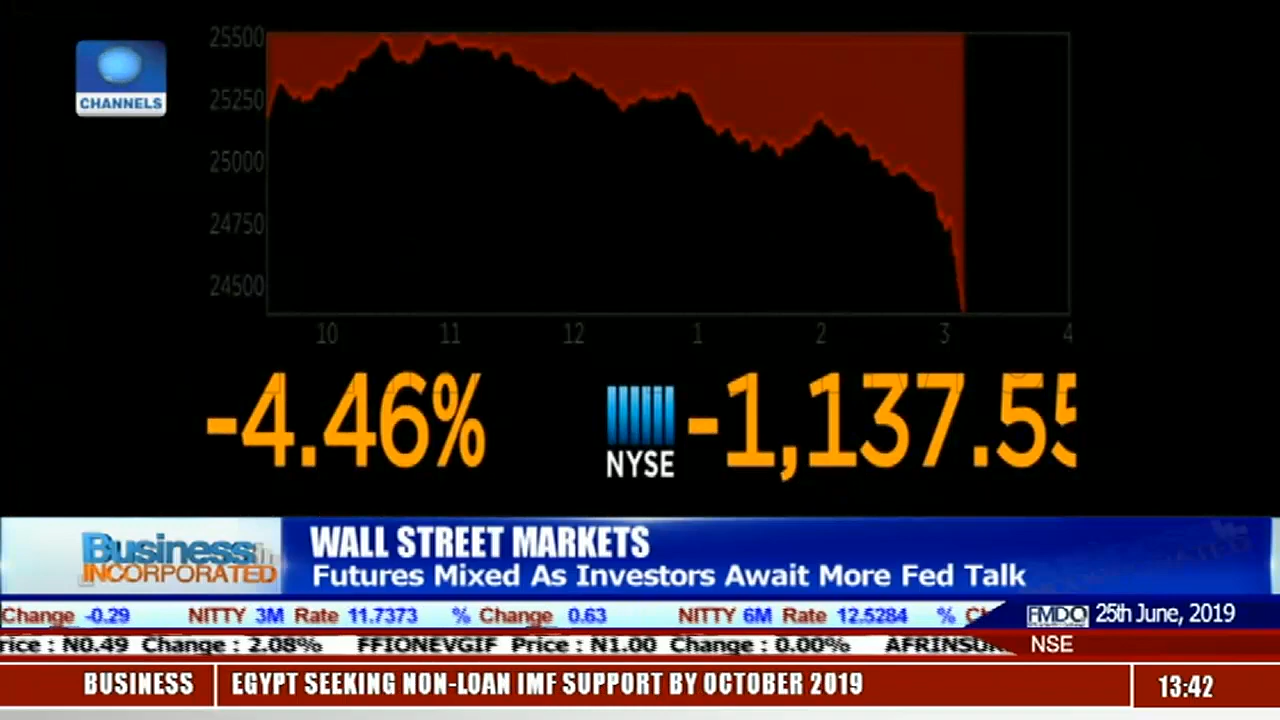 25500
CHANNELS
25250
25000
24750
24500
10 11 12 1 2 3 4
-4.46% NYSE -1,137.55
Business
INCORPORATED
WALL STREET MARKETS
Futures Mixed As Investors Await More Fed Talk
Change -0.29 NITTY 3M Rate 11.7373 % Change 0.63 NITTY 6M Rate 12.5284 % FMDQ 25th June, 2019
rice : N0.49 Change : 2.08% FIONEVGIF Price : N1.00 Change : 0.00% NSE
BUSINESS EGYPT SEEKING NON-LOAN IMF SUPPORT BY OCTOBER 2019 13:42